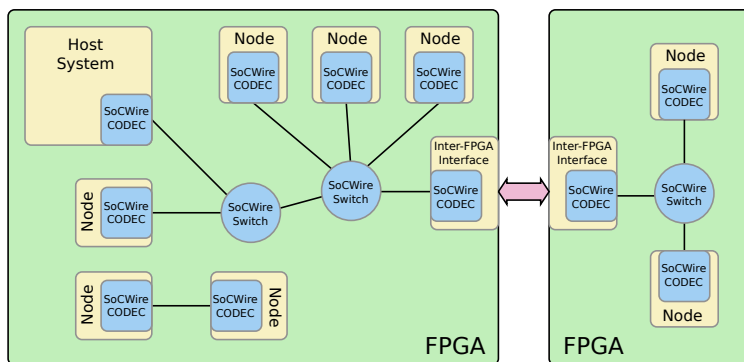 Host
System
SoCWire
CODEC
Node
SoCWire
CODEC
Node
SoCWire
CODEC
Node
SoCWire
CODEC
Inter-FPGA
Interface
SoCWire
CODEC
SoCWire
Switch
SoCWire
Switch
Node
SoCWire
CODEC
Node
SoCWire
CODEC
SoCWire
CODEC
Node
FPGA
Inter-FPGA
Interface
SoCWire
CODEC
Node
SoCWire
CODEC
SoCWire
Switch
SoCWire
CODEC
Node
FPGA